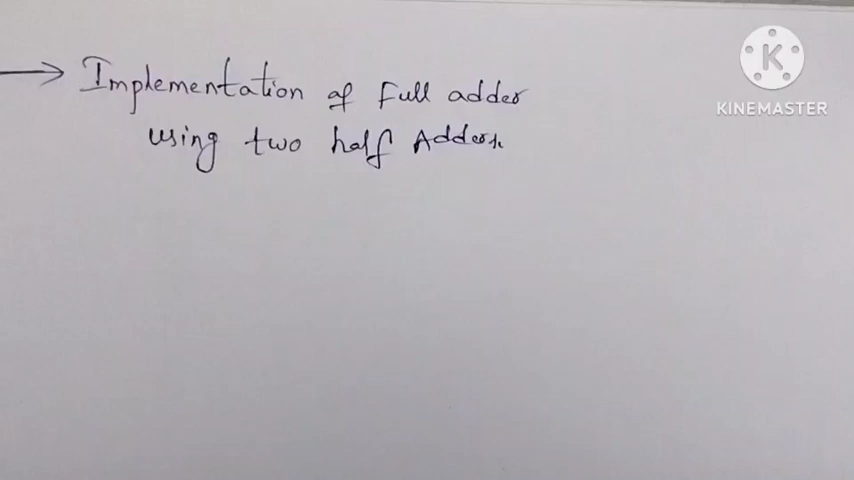 → Implementation of Full adder
using two half Adders.
K
KINEMASTER